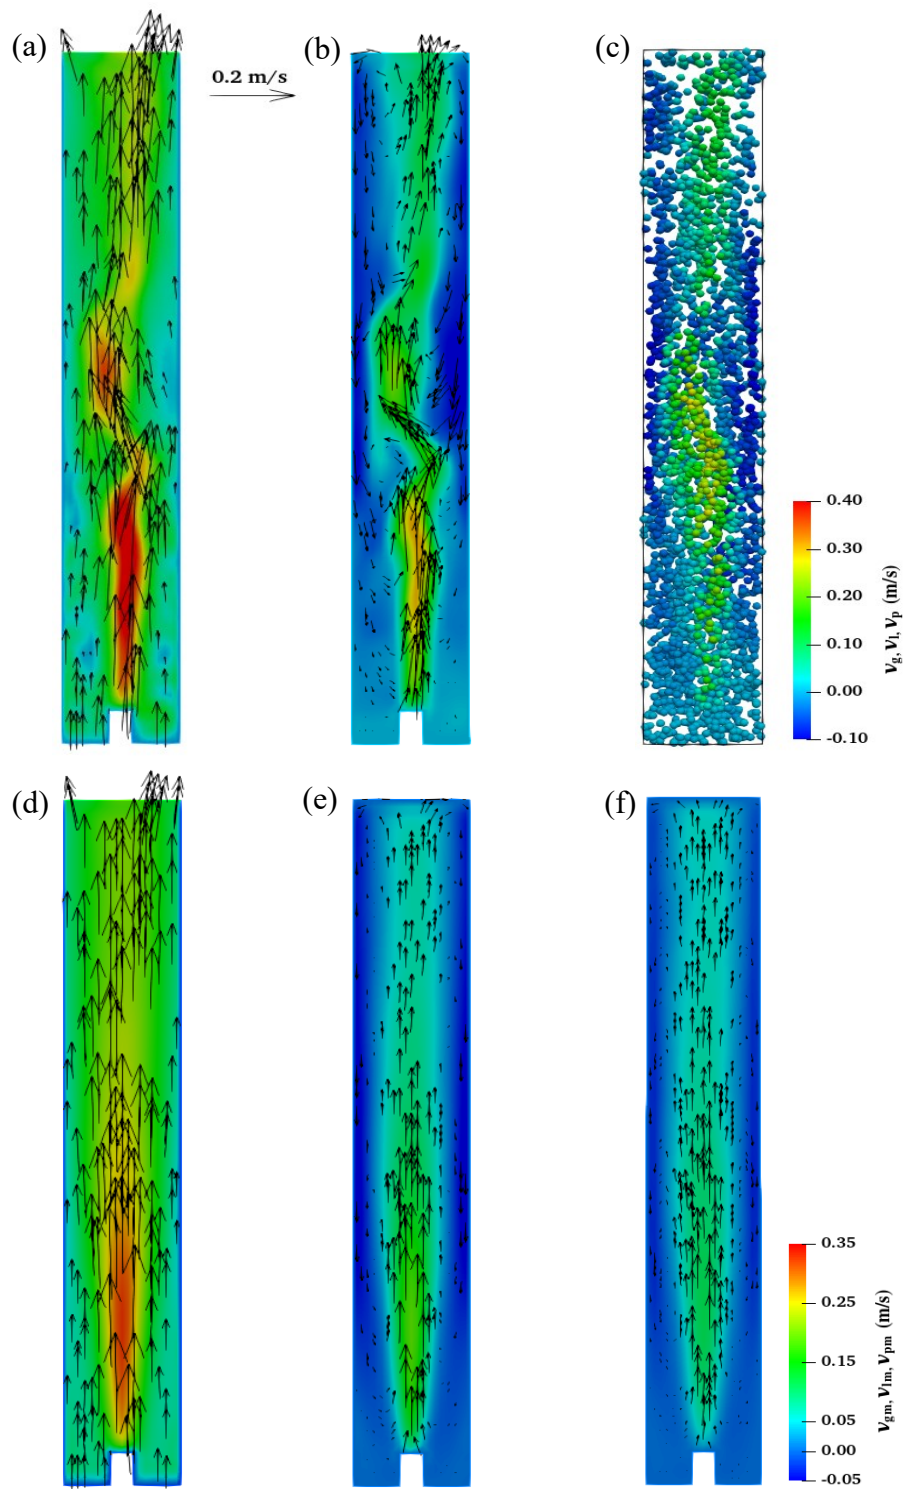 (a)
0.2 m/s
(b)
(c)
0.40
0.30
0.20
0.10
0.00
-0.10
vg, vl, vp (m/s)
(d)
(e)
(f)
0.35
0.25
0.15
0.05
0.00
-0.05
vgm, vlm, vpm (m/s)